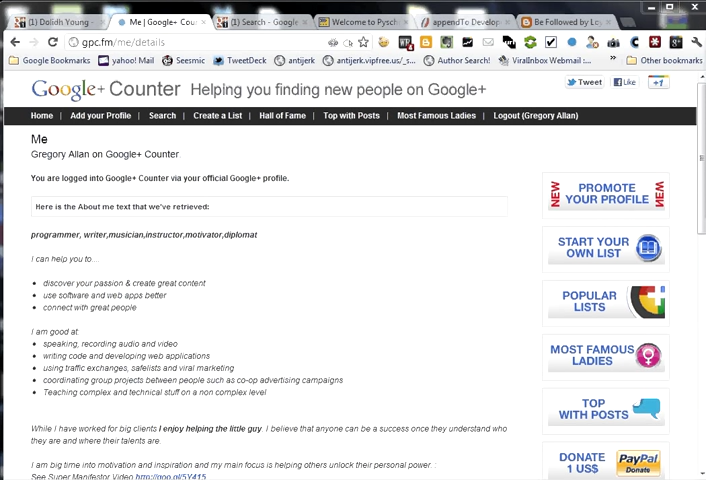 (1) Dolidh Young -
Me | Google+ Cou
(1) Search - Google
Welcome to Pysch
appendTo Develop
Be Followed by Lo
gpc.fm/me/details
Google Bookmarks yahoo! Mail Seesmic TweetDeck antijerk antijerk.vipfree.us/_s... Author Search! ViralInbox Webmail :... » Other bookmarks
Google+ Counter Helping you finding new people on Google+
Tweet Like +1
Home | Add your Profile | Search | Create a List | Hall of Fame | Top with Posts | Most Famous Ladies | Logout (Gregory Allan)
Me
Gregory Allan on Google+ Counter
You are logged into Google+ Counter via your official Google+ profile.
Here is the About me text that we've retrieved:
programmer, writer,musician,instructor,motivator,diplomat
I can help you to...
discover your passion & create great content
use software and web apps better
connect with great people
I am good at:
speaking, recording audio and video
writing code and developing web applications
using traffic exchanges, safelists and viral marketing
coordinating group projects between people such as co-op advertising campaigns
Teaching complex and technical stuff on a non complex level
While I have worked for big clients I enjoy helping the little guy. I believe that anyone can be a success once they understand who
they are and where their talents are.
I am big time into motivation and inspiration and my main focus is helping others unlock their personal power. :
See Super Manifestor Video http://goo.gl/5Y415
NEW PROMOTE YOUR PROFILE NEW
START YOUR
OWN LIST
POPULAR
LISTS
MOST FAMOUS
LADIES
TOP
WITH POSTS
DONATE
1 US$
PayPal
Donate